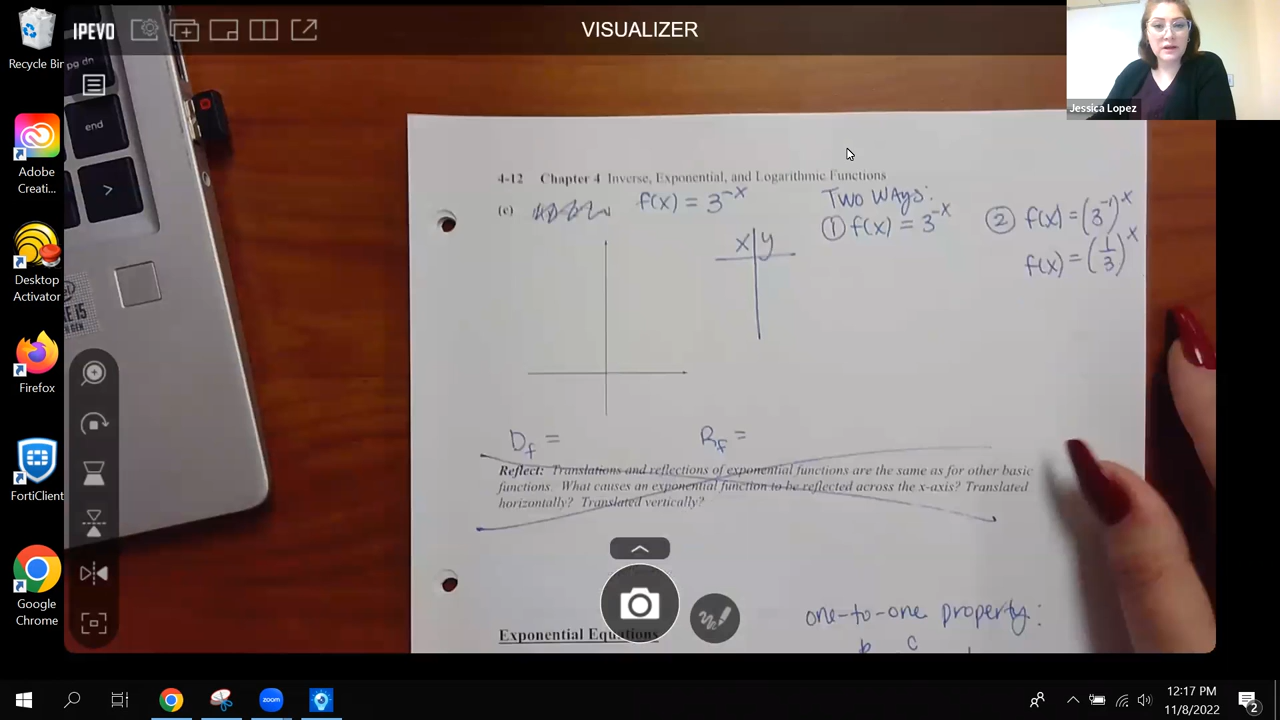 Recycle Bin
Adobe
Creati...
Desktop
Activator
Firefox
FortiClient
Google
Chrome
IPEVO
VISUALIZER
Jessica Lopez
pg dn
end
4-12 Chapter 4 Inverse, Exponential, and Logarithmic Functions
(c) f(x) = 3^-x
x y
Two Ways:
① f(x) = 3^-x
② f(x) = (3^-1)^x
f(x) = (1/3)^x
D_f =
R_f =
Reflect: Translations and reflections of exponential functions are the same as for other basic
functions. What causes an exponential function to be reflected across the x-axis? Translated
horizontally? Translated vertically?
one-to-one property:
Exponential Equations
12:17 PM
11/8/2022
2